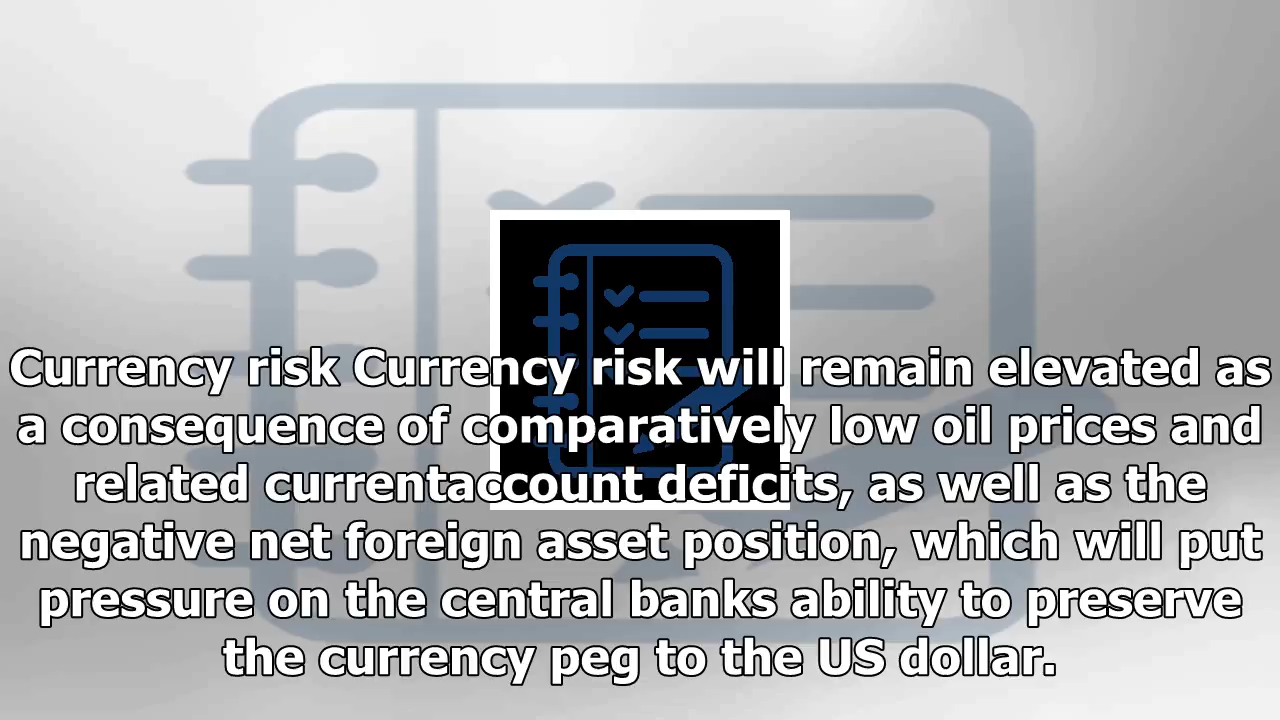 Currency risk Currency risk will remain elevated as
a consequence of comparatively low oil prices and
related currentaccount deficits, as well as the
negative net foreign asset position, which will put
pressure on the central banks ability to preserve
the currency peg to the US dollar.